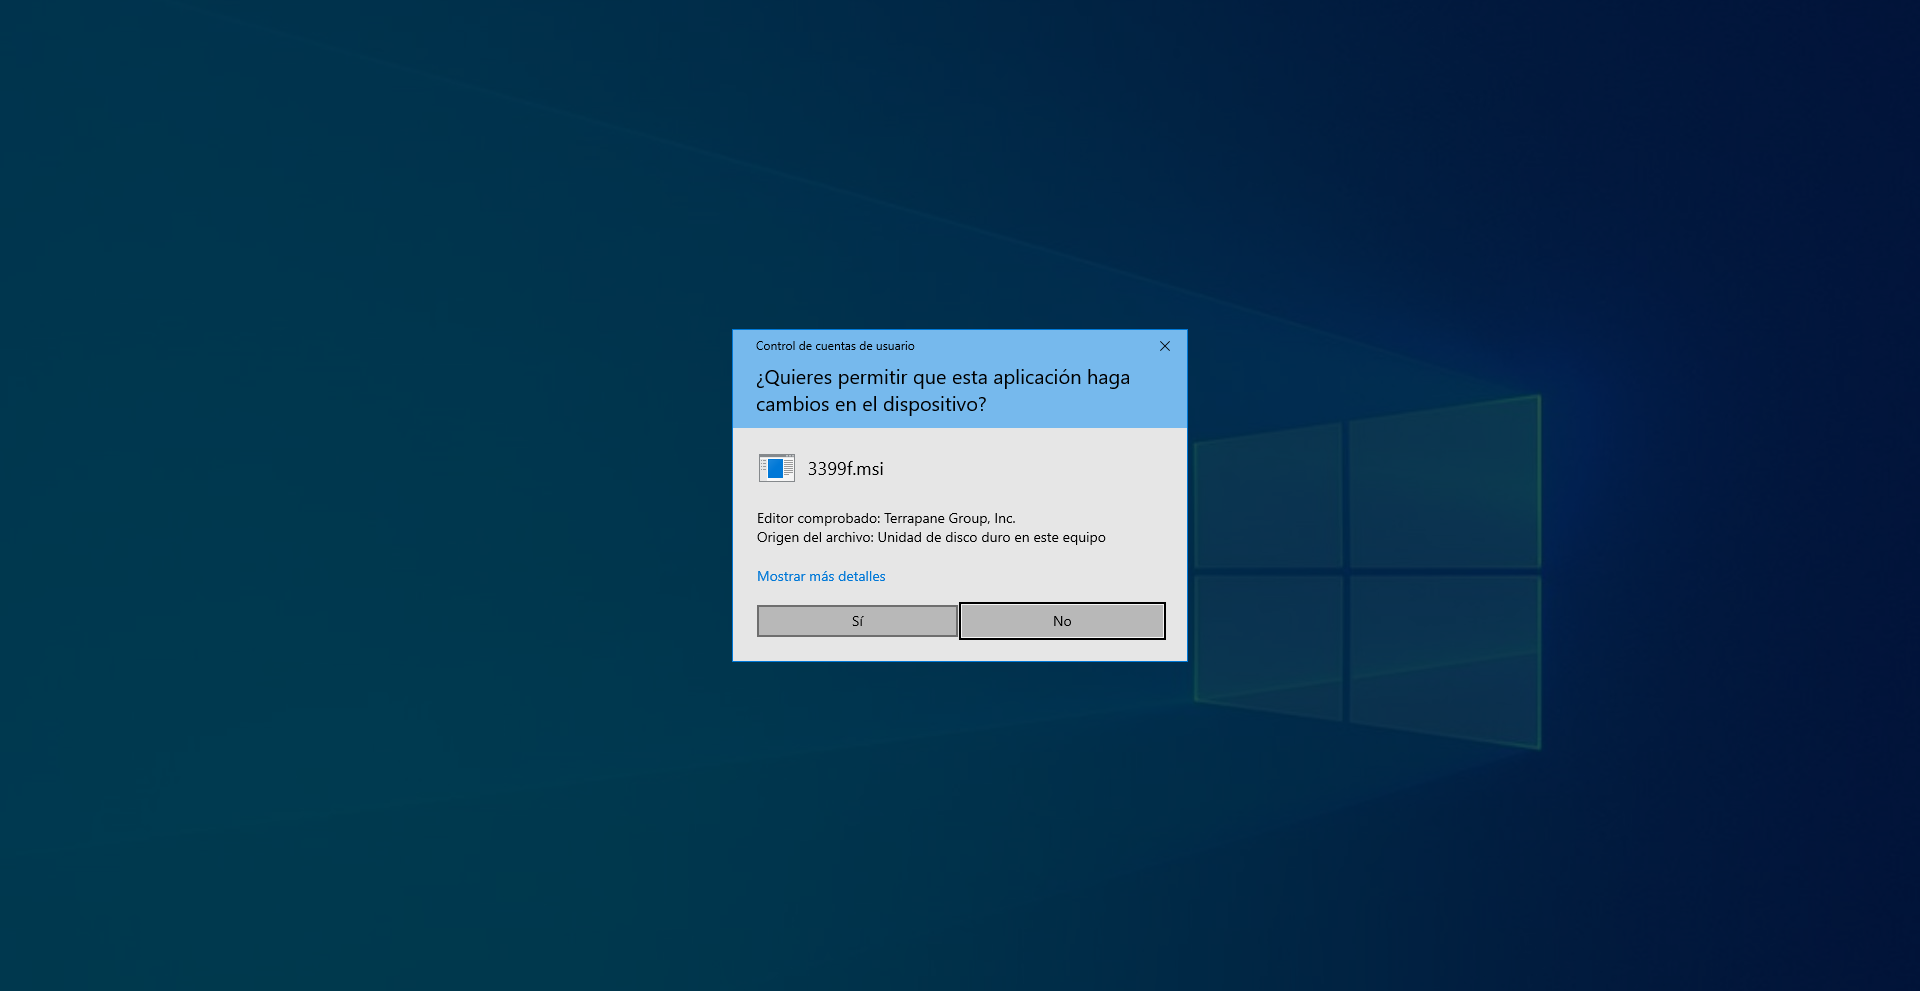 Control de cuentas de usuario
¿Quieres permitir que esta aplicación haga
cambios en el dispositivo?
3399f.msi
Editor comprobado: Terrapane Group, Inc.
Origen del archivo: Unidad de disco duro en este equipo
Mostrar más detalles
Sí
No